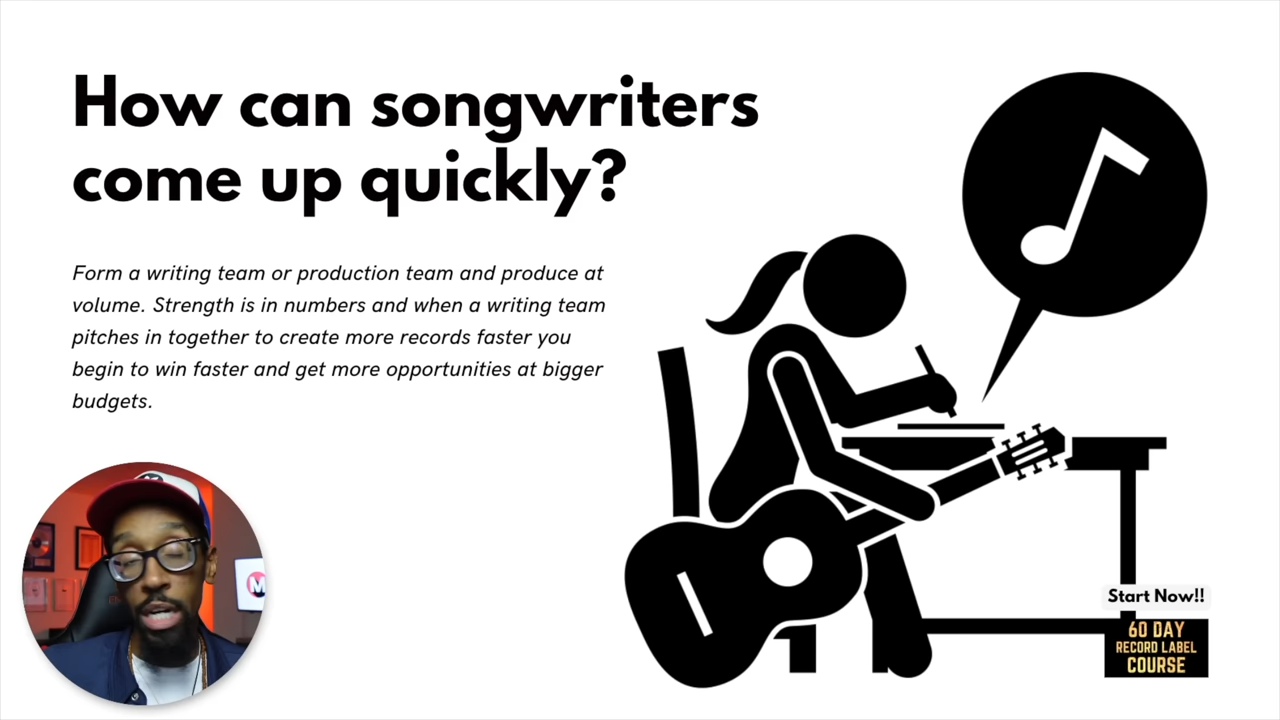 How can songwriters
come up quickly?
Form a writing team or production team and produce at
volume. Strength is in numbers and when a writing team
pitches in together to create more records faster you
begin to win faster and get more opportunities at bigger
budgets.
M
Start Now!!
60 DAY
RECORD LABEL
COURSE